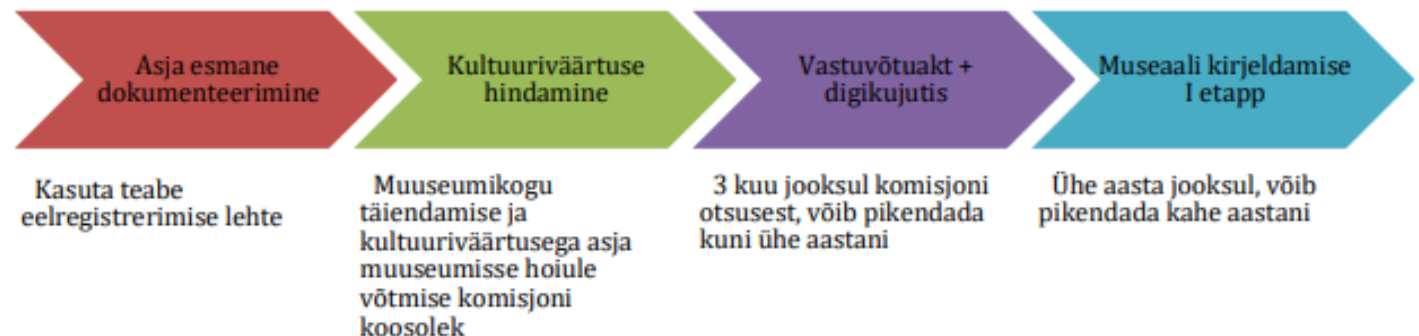 Asja esmane
dokumenteerimine
Kasuta teabe
eelregistrerimise lehte
Kultuuriväärtuse
hindamine
Muuseumikogu
täiendamise ja
kultuuriväärtusega asja
muuseumisse hoiule
võtmise komisjoni
koosolek
Vastuvõtuakt +
digikujutis
3 kuu jooksul komisjoni
otsusest, võib pikendada
kuni ühe aastani
Museaali kirjeldamise
I etapp
Ühe aasta jooksul, võib
pikendada kahe aastani